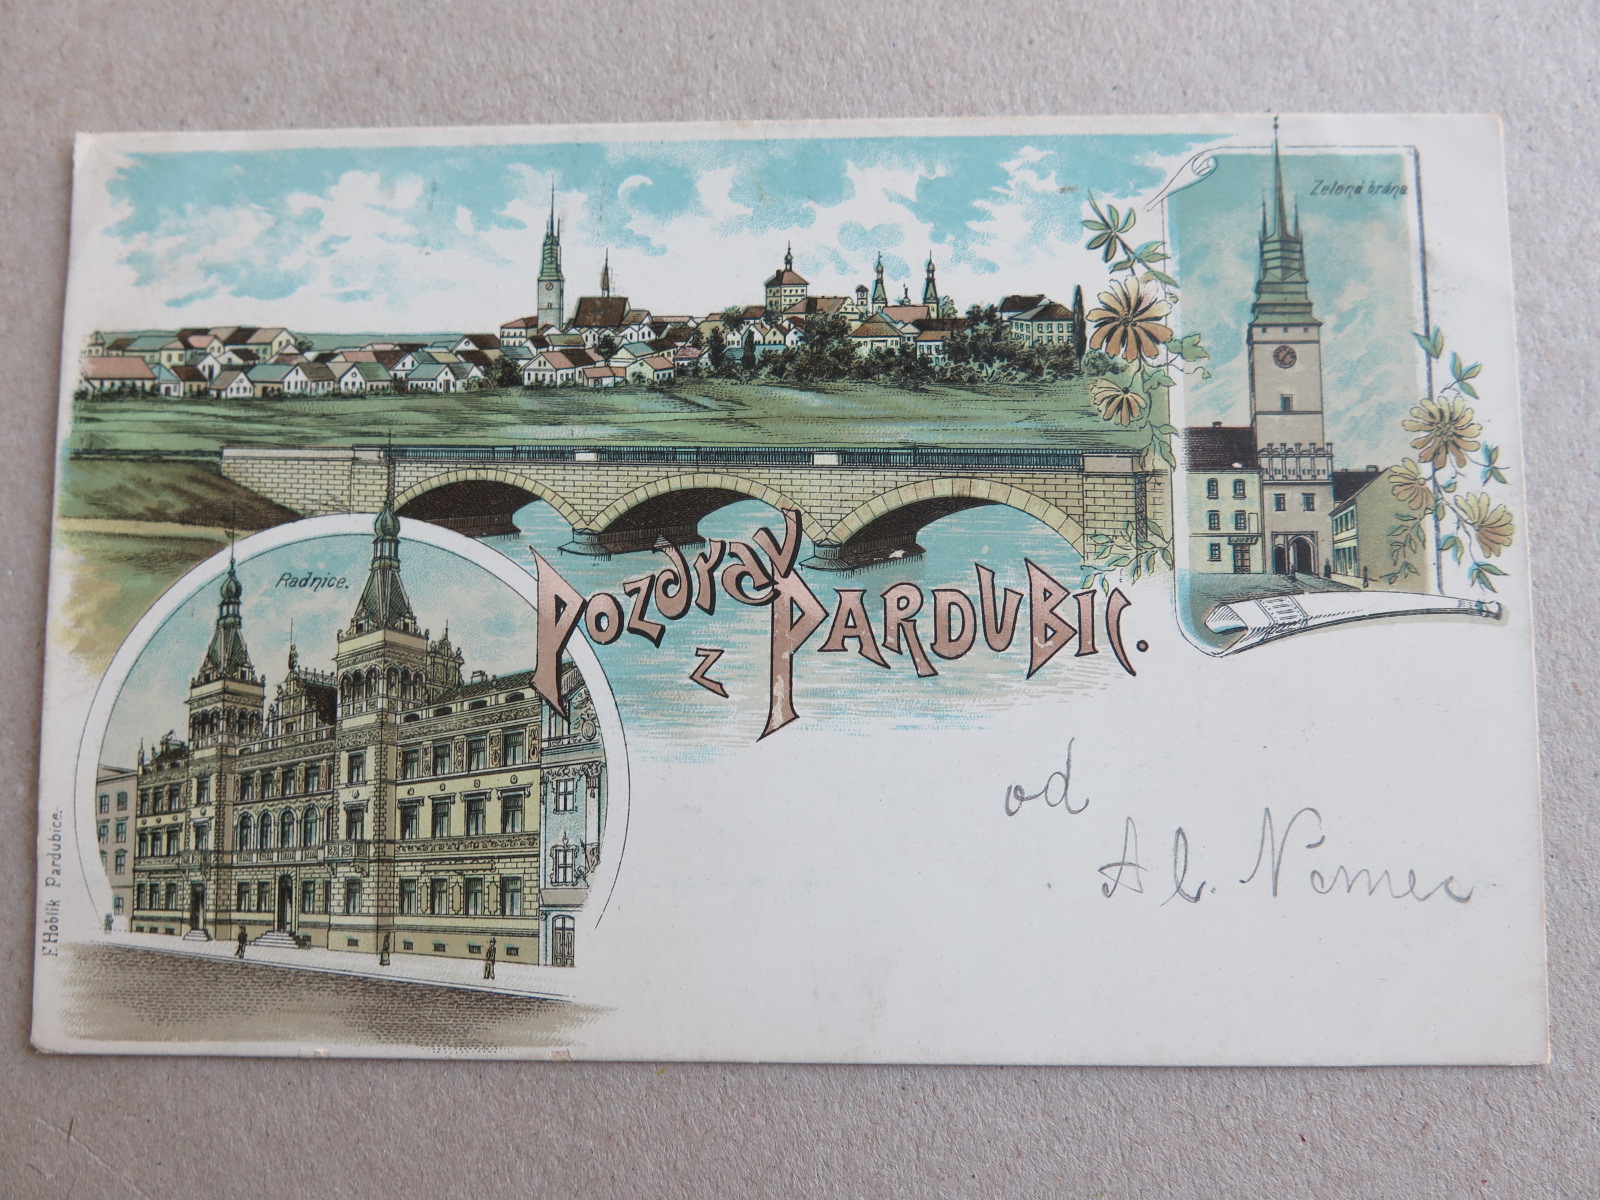 Zelená brána
Radnice.
Pozdrav
z PARDUBIC.
od
Al. Němec
F. Hoblík Pardubice.